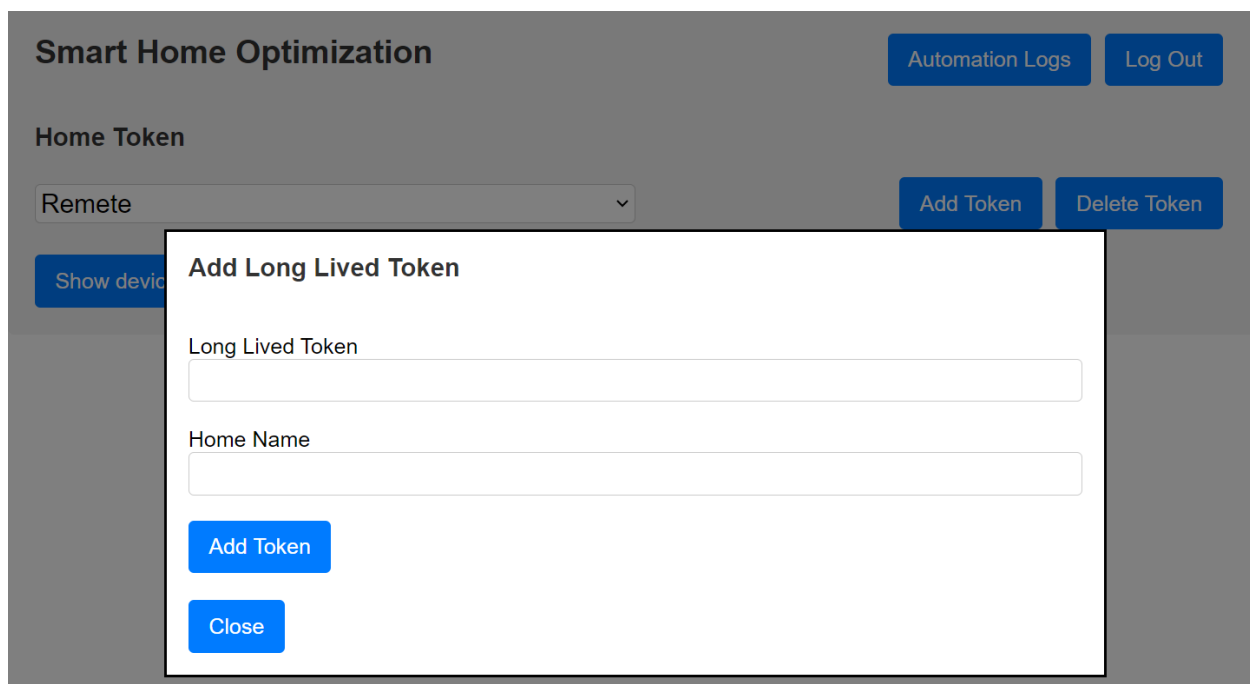 Smart Home Optimization
Automation Logs
Log Out
Home Token
Remete
Add Token
Delete Token
Show devic
Add Long Lived Token
Long Lived Token
Home Name
Add Token
Close